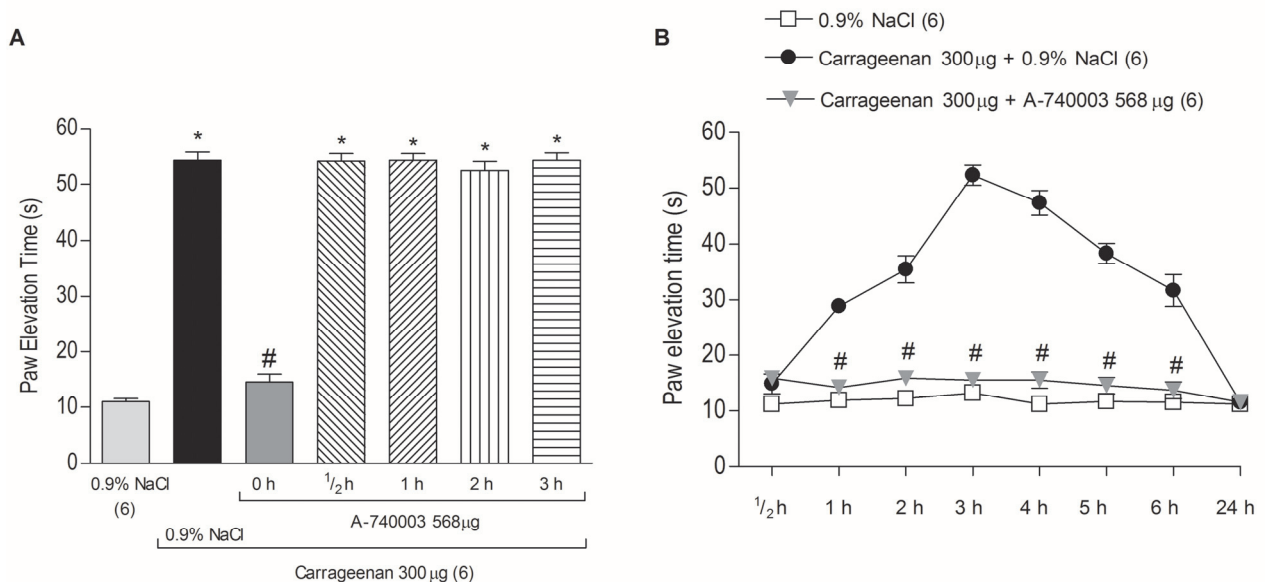 A
Paw Elevation Time (s)
60
50
40
30
20
10
0
*
#
*
*
*
*
0.9% NaCl
(6)
0 h
1/2 h
1 h
2 h
3 h
A-740003 568µg
0.9% NaCl
Carrageenan 300µg (6)
B
0.9% NaCl (6)
Carrageenan 300µg + 0.9% NaCl (6)
Carrageenan 300µg + A-740003 568 µg (6)
Paw elevation time (s)
60
50
40
30
20
10
0
#
#
#
#
#
#
1/2 h
1 h
2 h
3 h
4 h
5 h
6 h
24 h